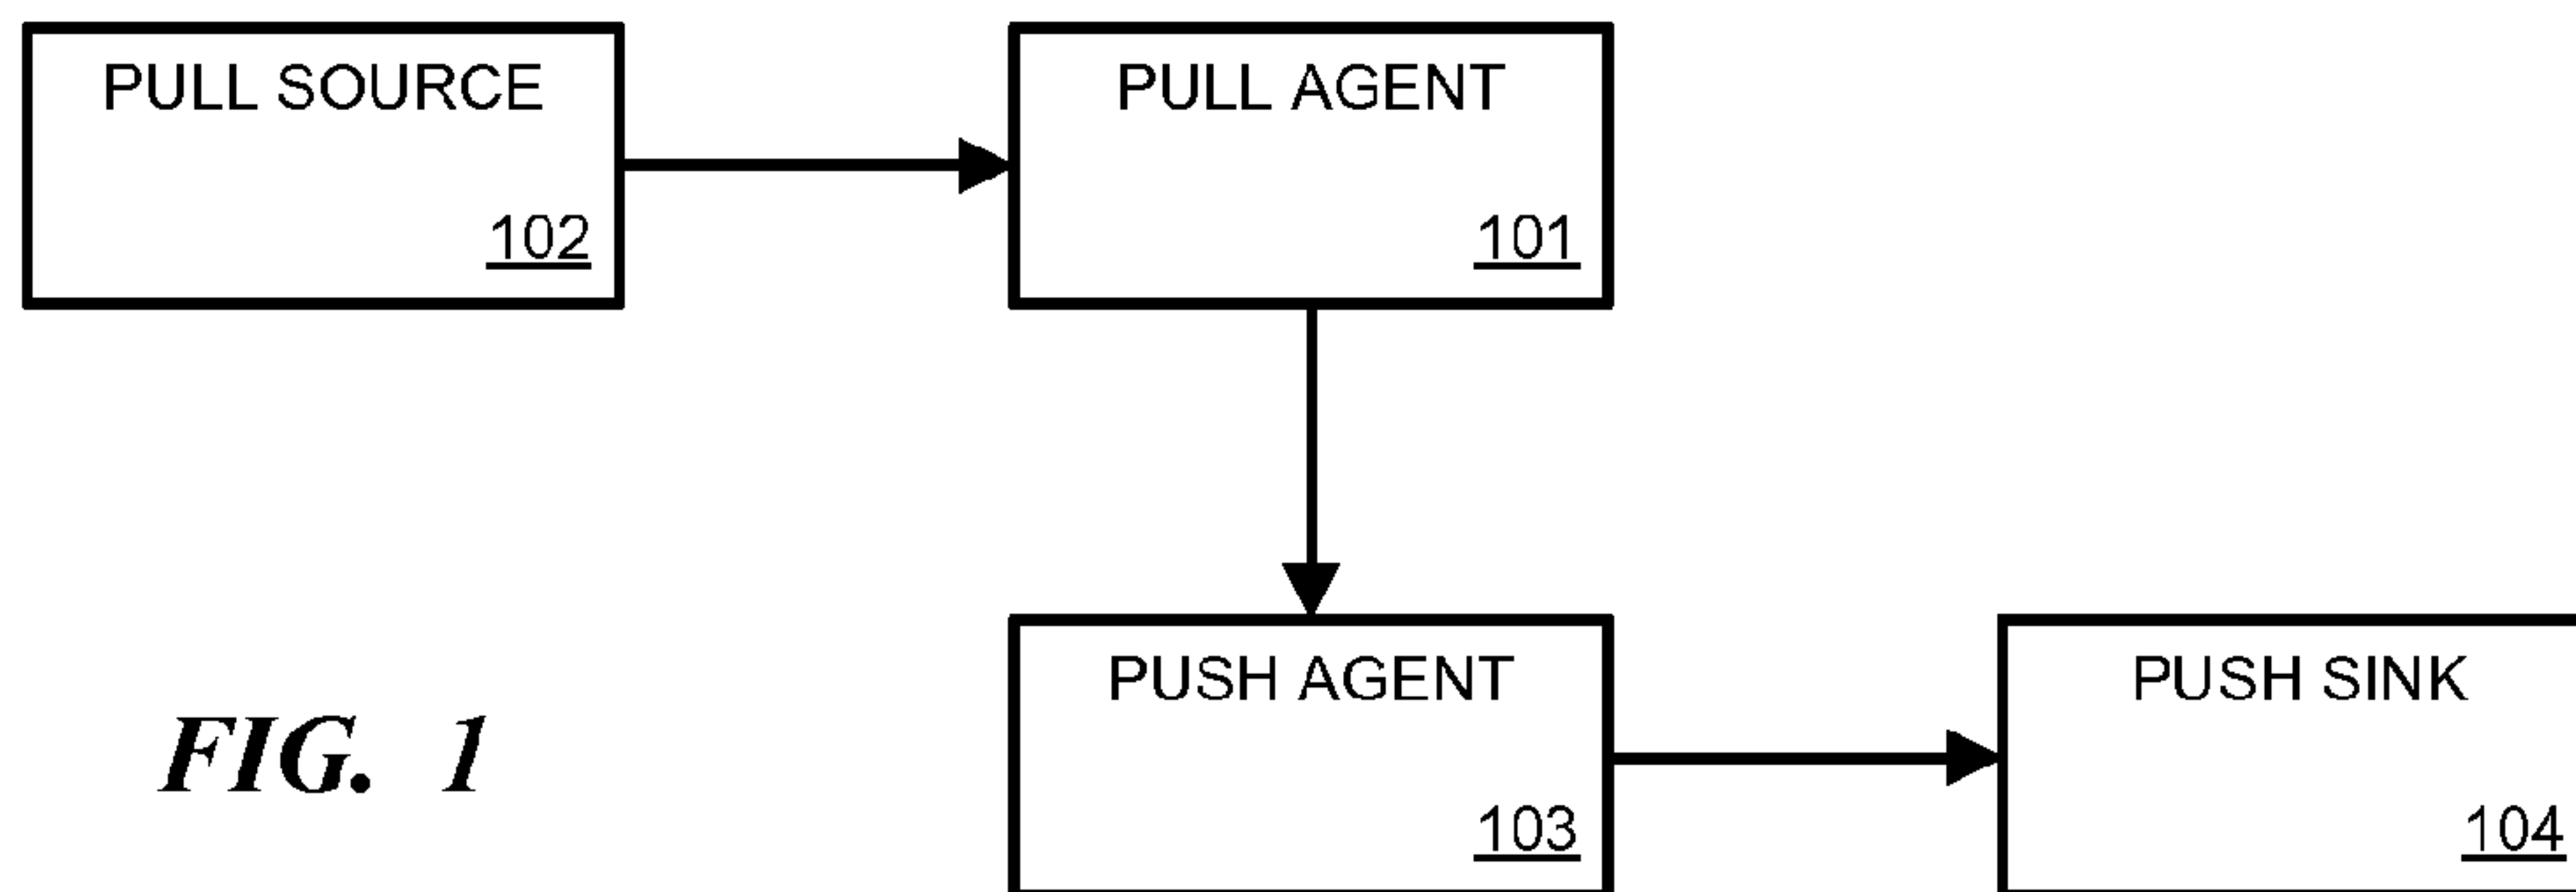 PULL SOURCE
102
PULL AGENT
101
PUSH AGENT
103
PUSH SINK
104
FIG. 1